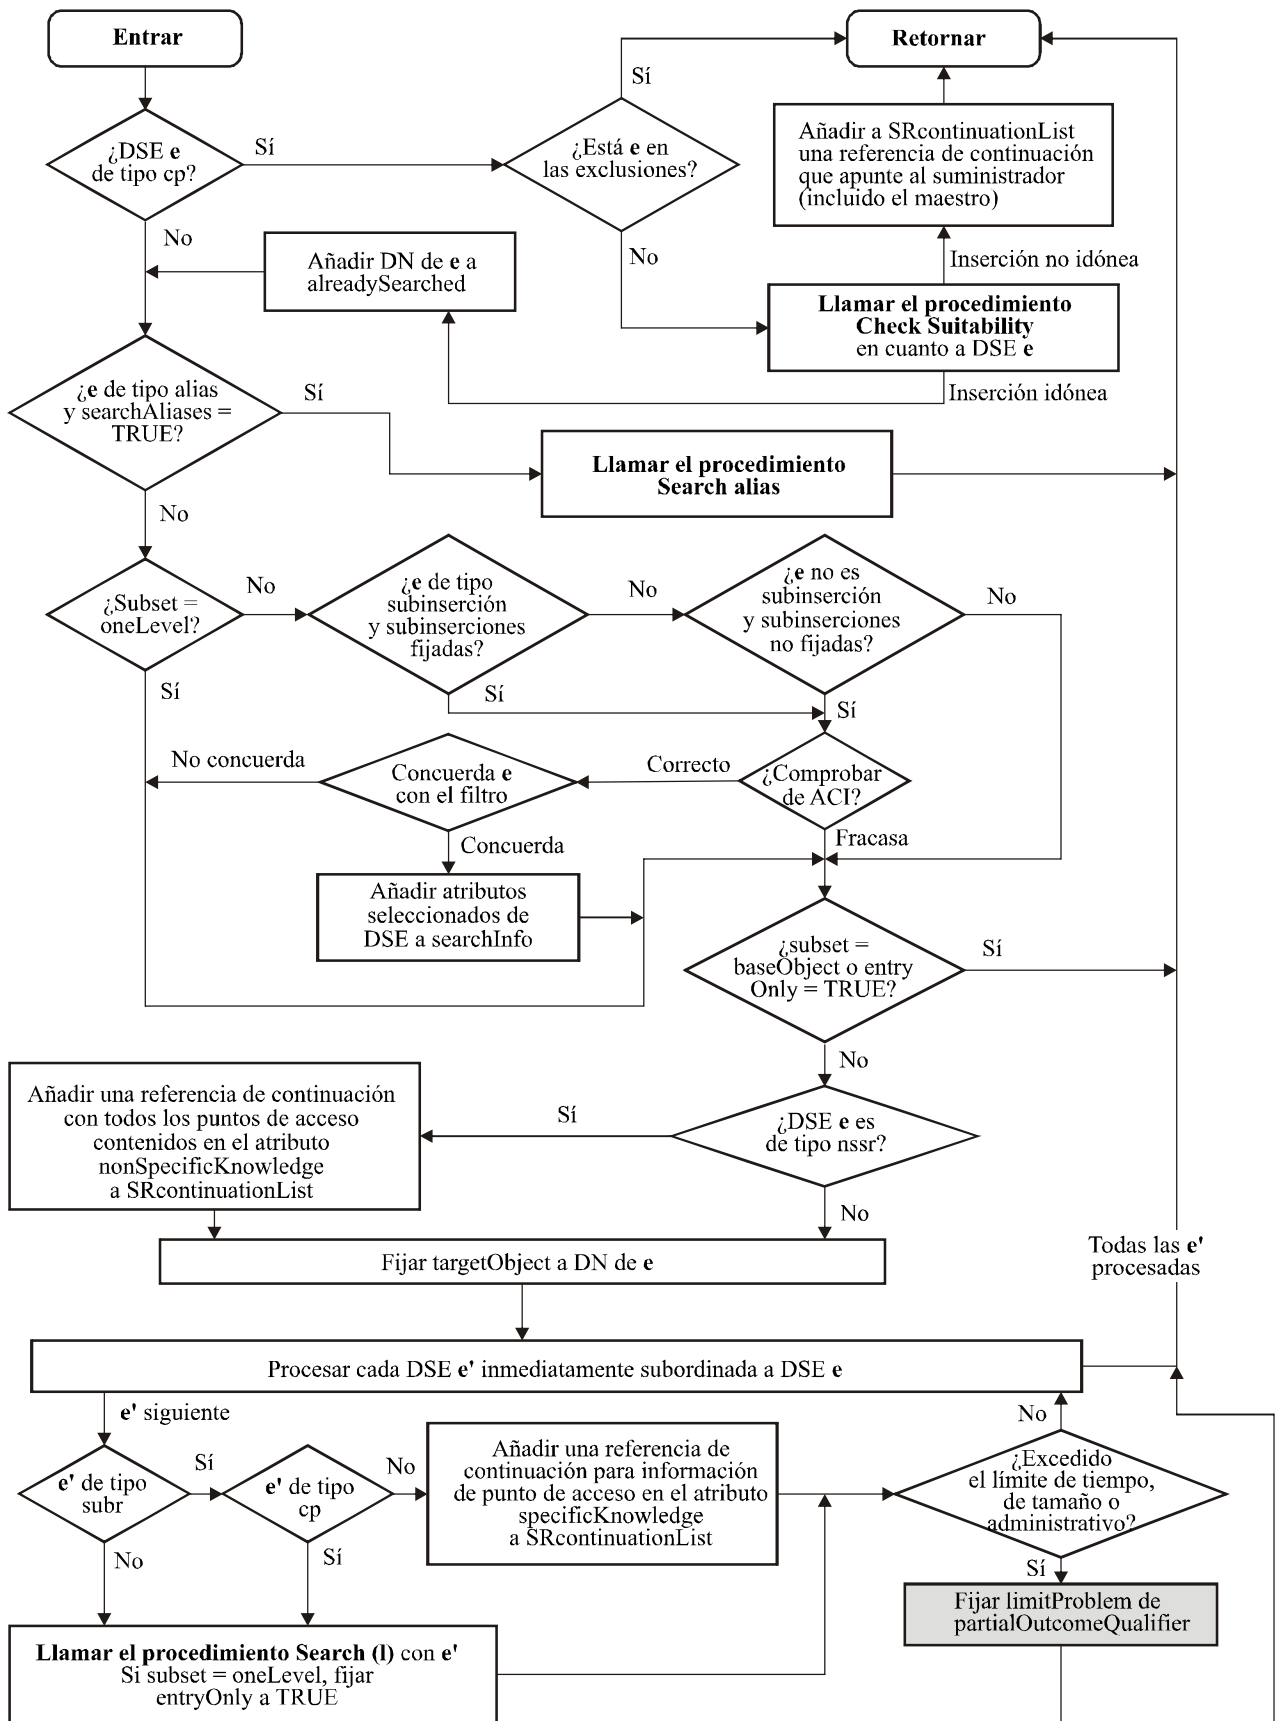 Entrar
Retornar
Sí
¿DSE e
de tipo cp?
Sí
¿Está e en
las exclusiones?
Añadir a SRcontinuationList
una referencia de continuación
que apunte al suministrador
(incluido el maestro)
No
Añadir DN de e a
alreadySearched
No
Inserción no idónea
Llamar el procedimiento
Check Suitability
en cuanto a DSE e
Inserción idónea
¿e de tipo alias
y searchAliases =
TRUE?
Sí
Llamar el procedimiento
Search alias
No
¿Subset =
oneLevel?
No
¿e de tipo
subinserción
y subinserciones
fijadas?
No
¿e no es
subinserción
y subinserciones
no fijadas?
No
Sí
Sí
Sí
No concuerda
Concuerda e
con el filtro
Correcto
¿Comprobar
de ACI?
Concuerda
Fracasa
Añadir atributos
seleccionados de
DSE a searchInfo
¿subset =
baseObject o entry
Only = TRUE?
Sí
No
Añadir una referencia de continuación
con todos los puntos de acceso
contenidos en el atributo
nonSpecificKnowledge
a SRcontinuationList
Sí
¿DSE e es
de tipo nssr?
No
Fijar targetObject a DN de e
Todas las e'
procesadas
Procesar cada DSE e' inmediatamente subordinada a DSE e
e' siguiente
No
e' de tipo
subr
Sí
e' de tipo
cp
No
Añadir una referencia de
continuación para información
de punto de acceso en el atributo
specificKnowledge
a SRcontinuationList
¿Excedido
el límite de tiempo,
de tamaño o
administrativo?
No
Sí
Sí
Fijar limitProblem de
partialOutcomeQualifier
Llamar el procedimiento Search (l) con e'
Si subset = oneLevel, fijar
entryOnly a TRUE